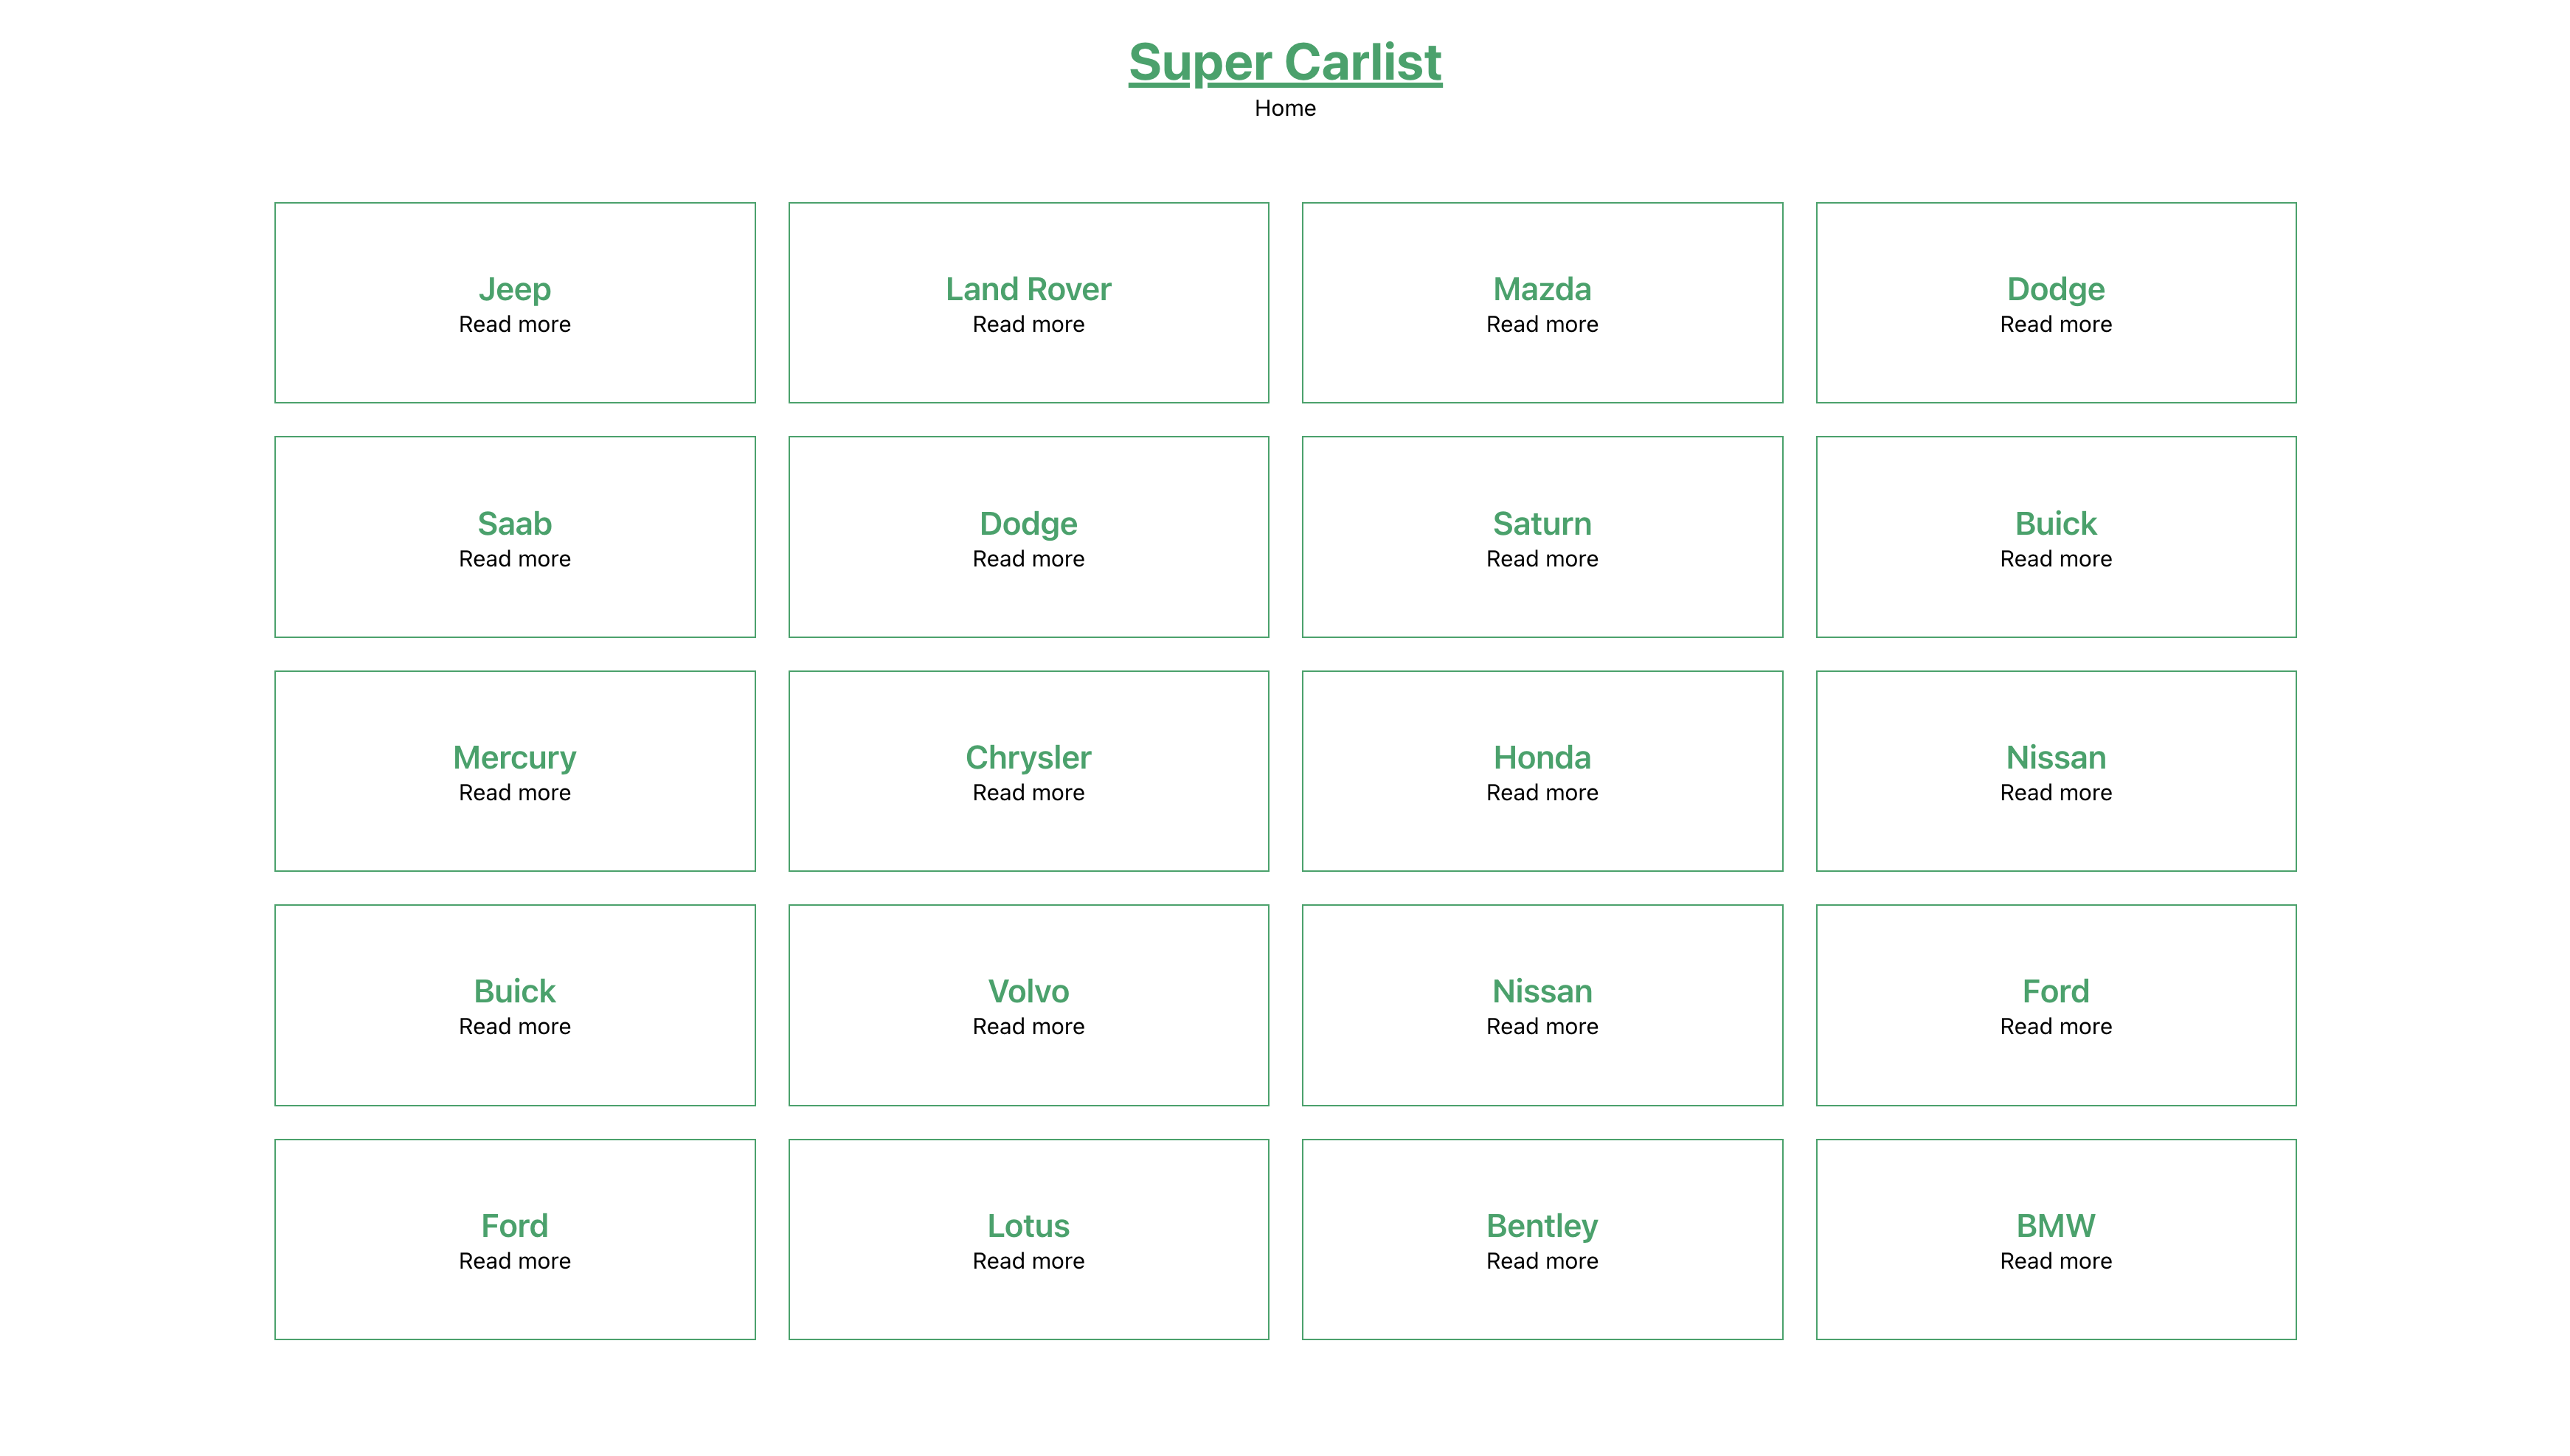 Super Carlist
Home
Jeep
Read more
Land Rover
Read more
Mazda
Read more
Dodge
Read more
Saab
Read more
Dodge
Read more
Saturn
Read more
Buick
Read more
Mercury
Read more
Chrysler
Read more
Honda
Read more
Nissan
Read more
Buick
Read more
Volvo
Read more
Nissan
Read more
Ford
Read more
Ford
Read more
Lotus
Read more
Bentley
Read more
BMW
Read more